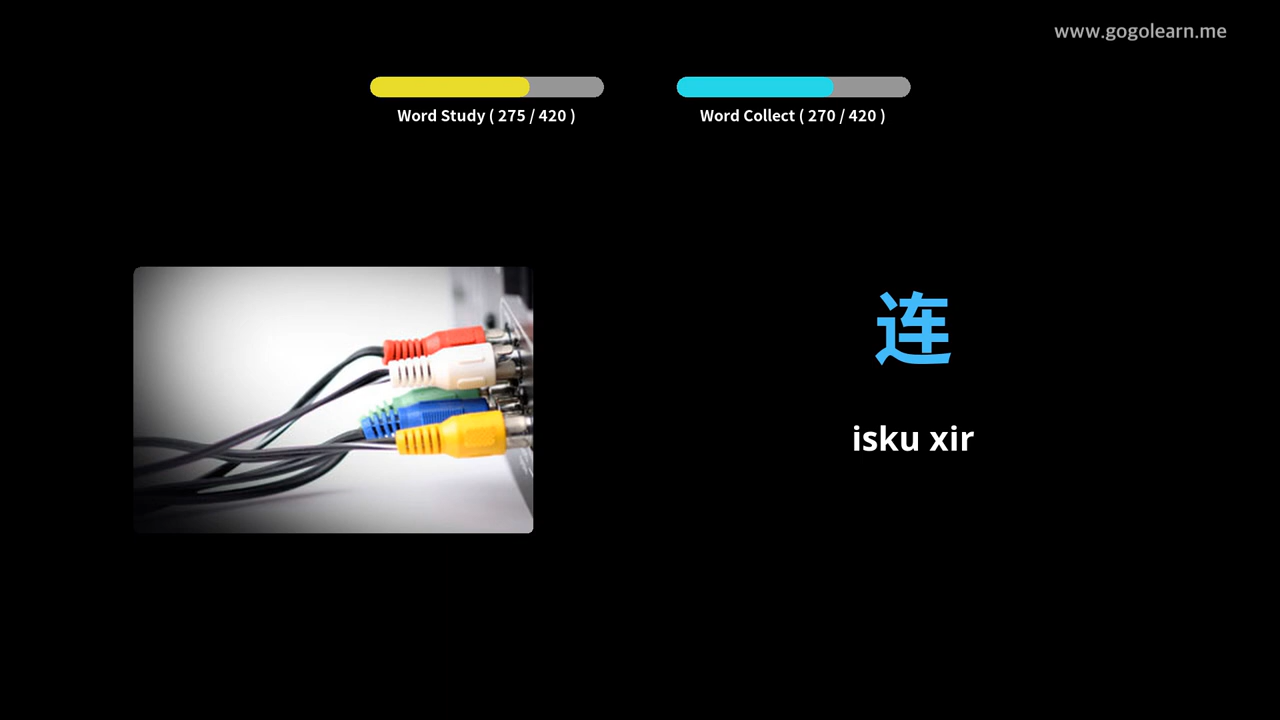 www.gogolearn.me
Word Study ( 275 / 420 )
Word Collect ( 270 / 420 )
连
isku xir